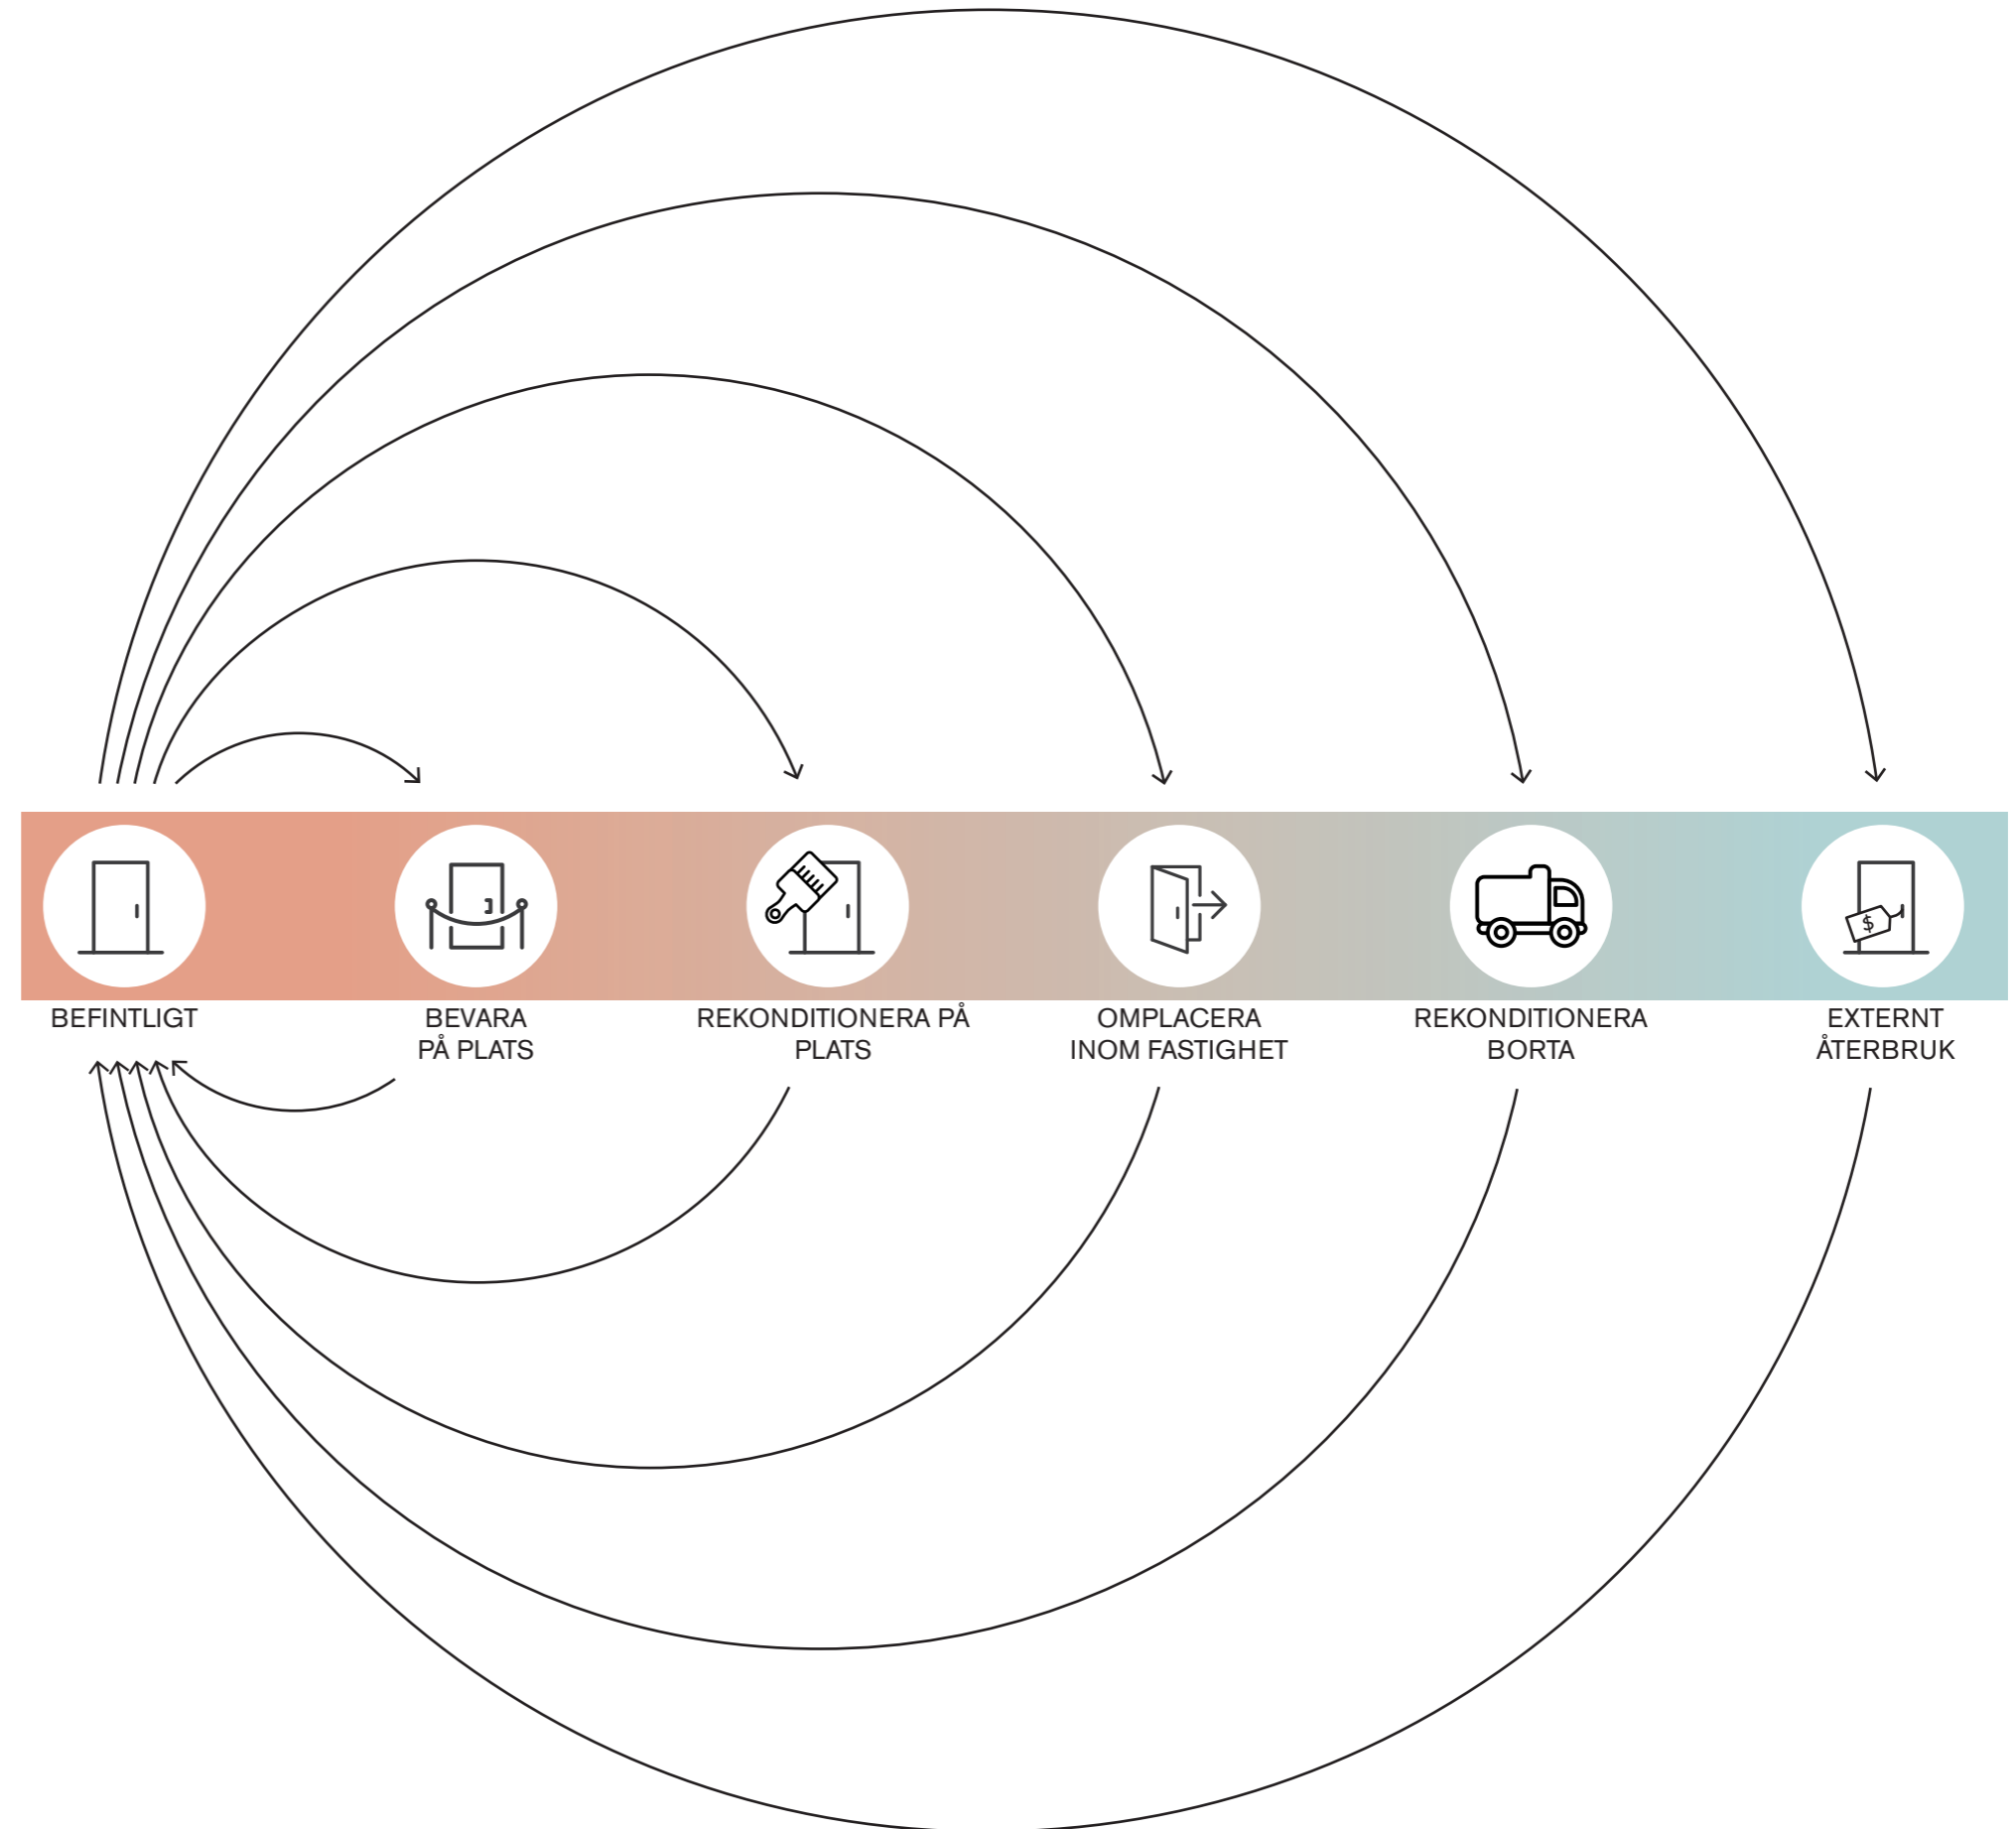 $
$
BEFINTLIGT
BEVARA
PÅ PLATS
REKONDITIONERA PÅ
PLATS
OMPLACERA
INOM FASTIGHET
REKONDITIONERA
BORTA
EXTERNT
ÅTERBRUK